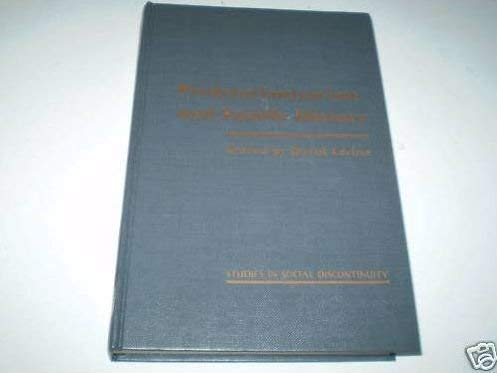 Proletarianization
and Family History
Edited by David Levine
STUDIES IN SOCIAL DISCONTINUITY